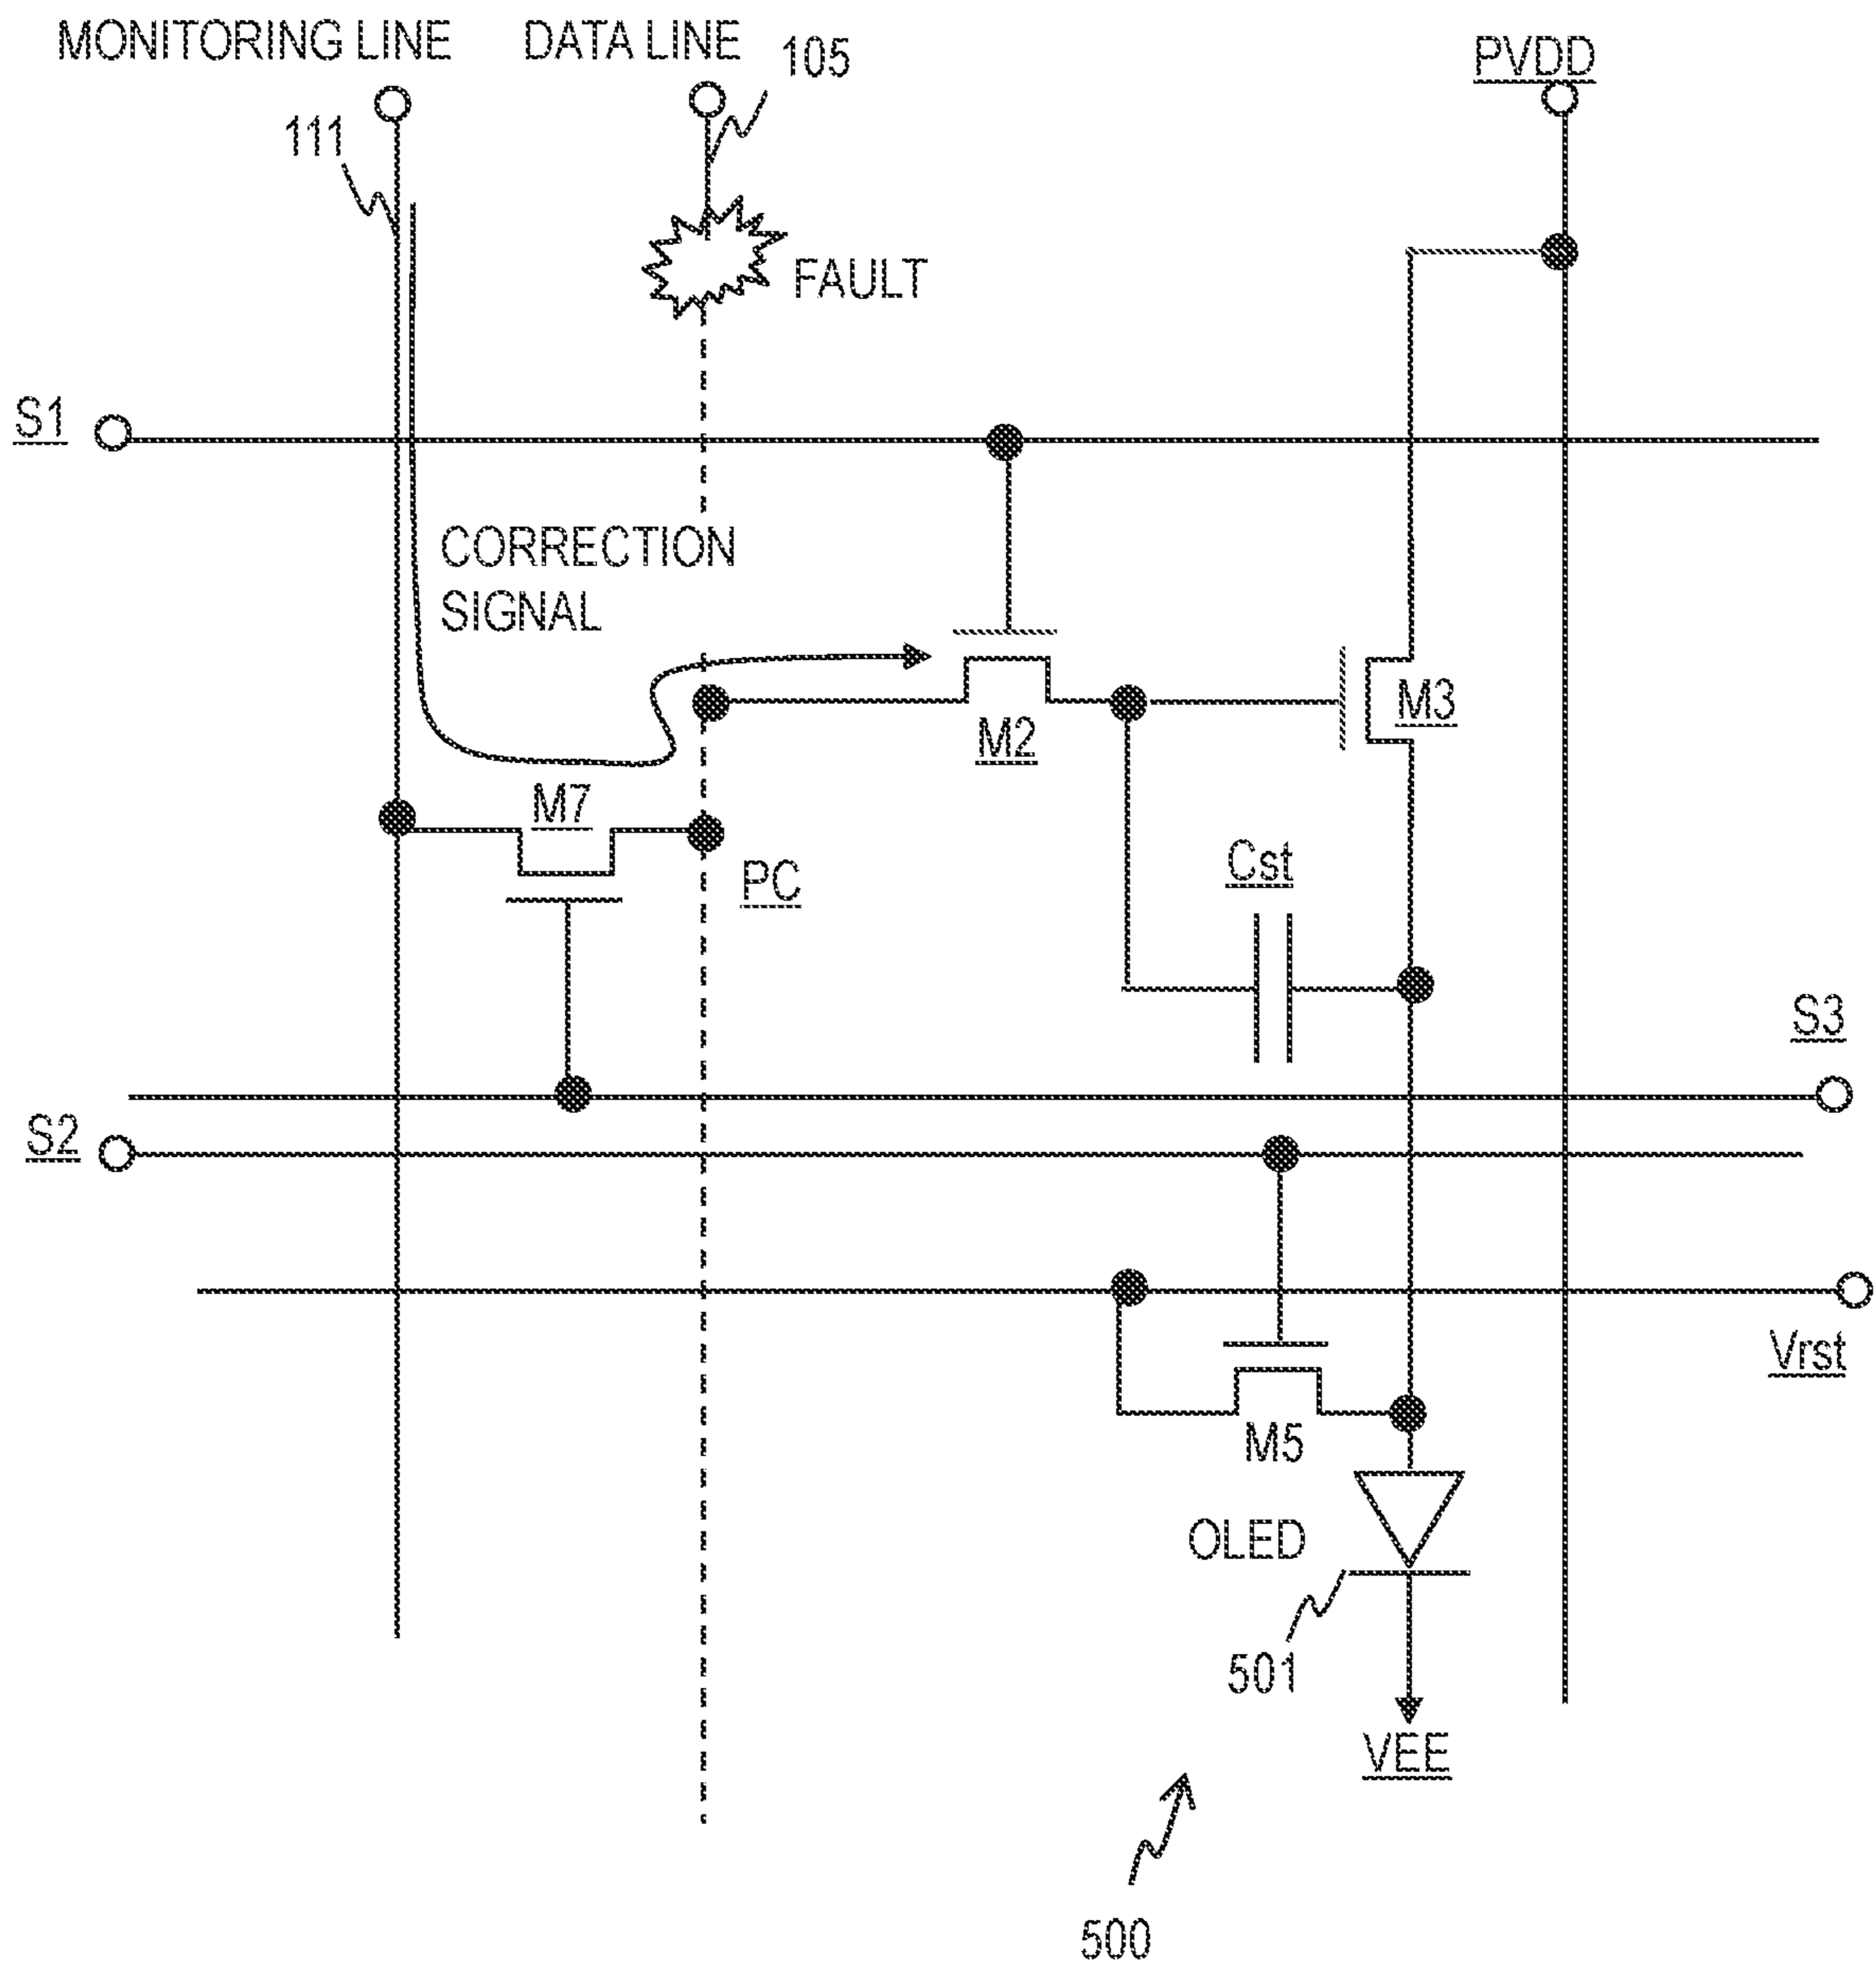 MONITORING LINE
DATA LINE
105
PVDD
111
FAULT
S1
CORRECTION
SIGNAL
M2
M3
M7
PC
Cst
S3
S2
Vrst
M5
OLED
501
VEE
500